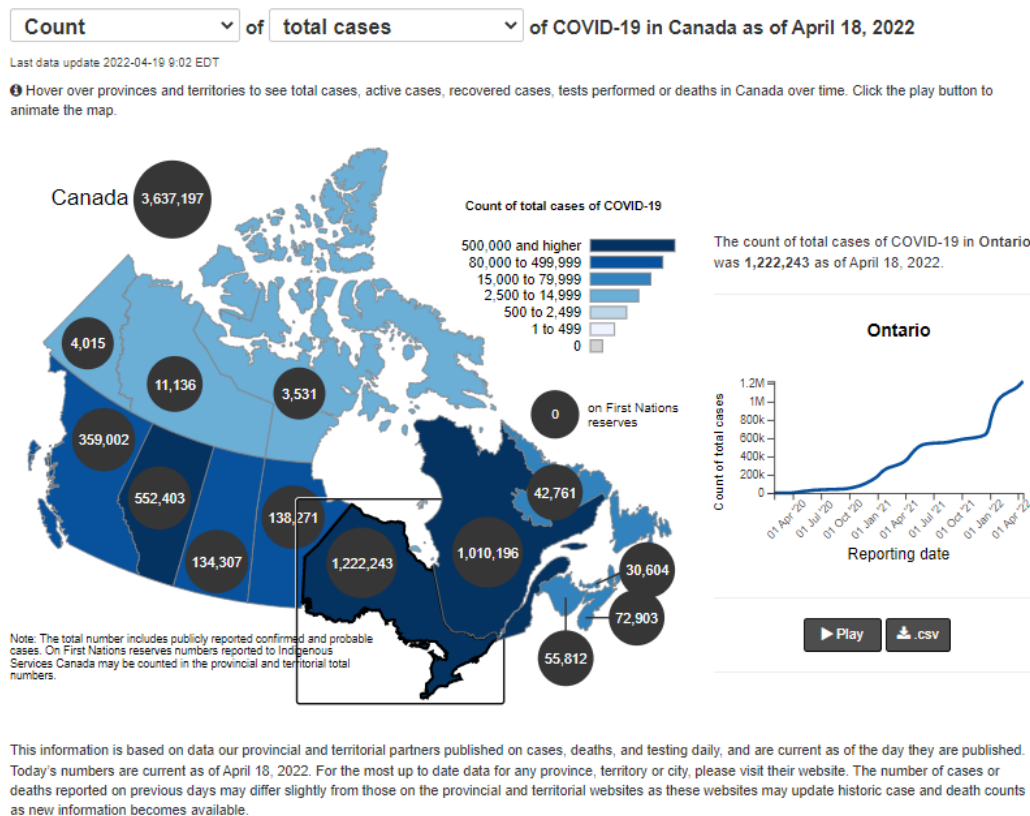 Count of total cases of COVID-19 in Canada as of April 18, 2022
Last data update 2022-04-19 9:02 EDT
Hover over provinces and territories to see total cases, active cases, recovered cases, tests performed or deaths in Canada over time. Click the play button to
animate the map.
Canada 3,637,197
Count of total cases of COVID-19
500,000 and higher
80,000 to 499,999
15,000 to 79,999
2,500 to 14,999
500 to 2,499
1 to 499
0
The count of total cases of COVID-19 in Ontario
was 1,222,243 as of April 18, 2022.
4,015
11,136
3,531
0 on First Nations
reserves
359,002
552,403
134,307
138,271
1,222,243
1,010,196
42,761
30,604
72,903
55,812
Note: The total number includes publicly reported confirmed and probable
cases. On First Nations reserves numbers reported to Indigenous
Services Canada may be counted in the provincial and territorial total
numbers.
Ontario
Count of total cases
1.2M
1M
800k
600k
400k
200k
0
01 Apr '20
01 Jul '20
01 Oct '20
01 Jan '21
01 Apr '21
01 Jul '21
01 Oct '21
01 Jan '22
01 Apr '22
Reporting date
Play
.csv
This information is based on data our provincial and territorial partners published on cases, deaths, and testing daily, and are current as of the day they are published.
Today's numbers are current as of April 18, 2022. For the most up to date data for any province, territory or city, please visit their website. The number of cases or
deaths reported on previous days may differ slightly from those on the provincial and territorial websites as these websites may update historic case and death counts
as new information becomes available.